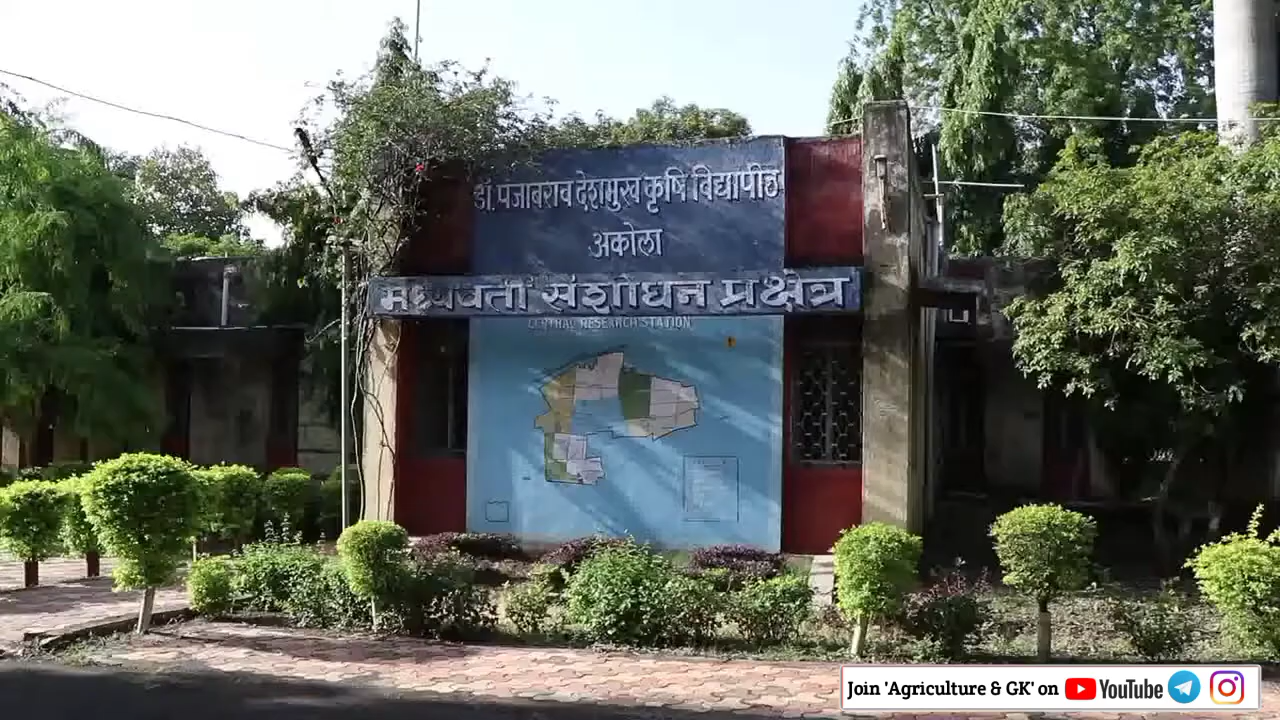 डॉ. पंजाबराव देशमुख कृषि विद्यापीठ
अकोला
मध्यवर्ती संशोधन प्रक्षेत्र
CENTRAL RESEARCH STATION
Join 'Agriculture & GK' on YouTube